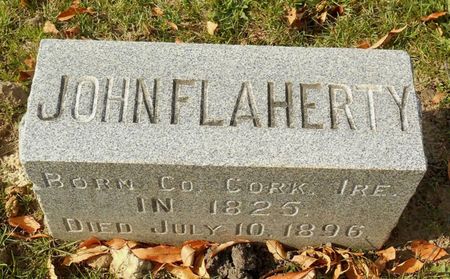 JOHN FLAHERTY
BORN CO. CORK. IRE.
IN 1825.
DIED JULY 10. 1896.